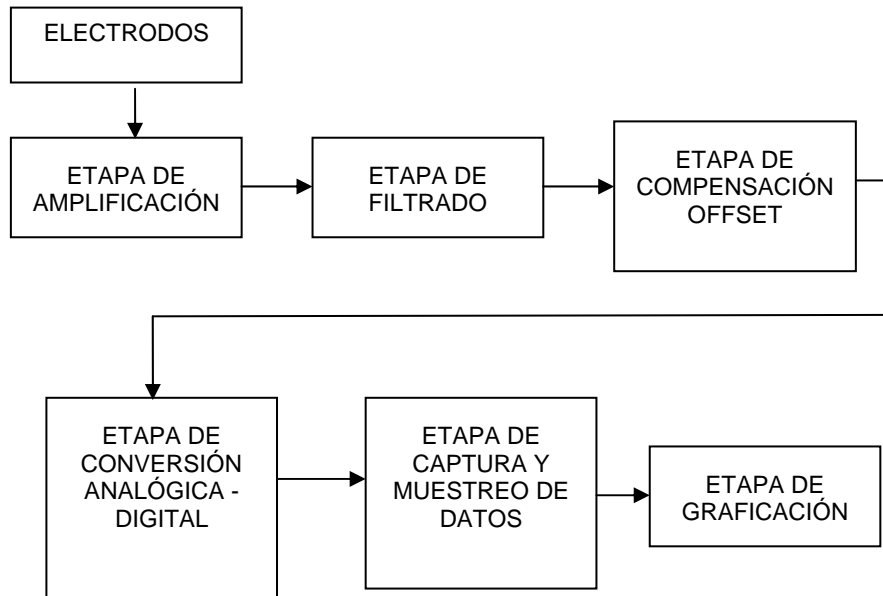 ELECTRODOS
ETAPA DE
AMPLIFICACIÓN
ETAPA DE
FILTRADO
ETAPA DE
COMPENSACIÓN
OFFSET
ETAPA DE
CONVERSIÓN
ANALÓGICA -
DIGITAL
ETAPA DE
CAPTURA Y
MUESTREO DE
DATOS
ETAPA DE
GRAFICACIÓN